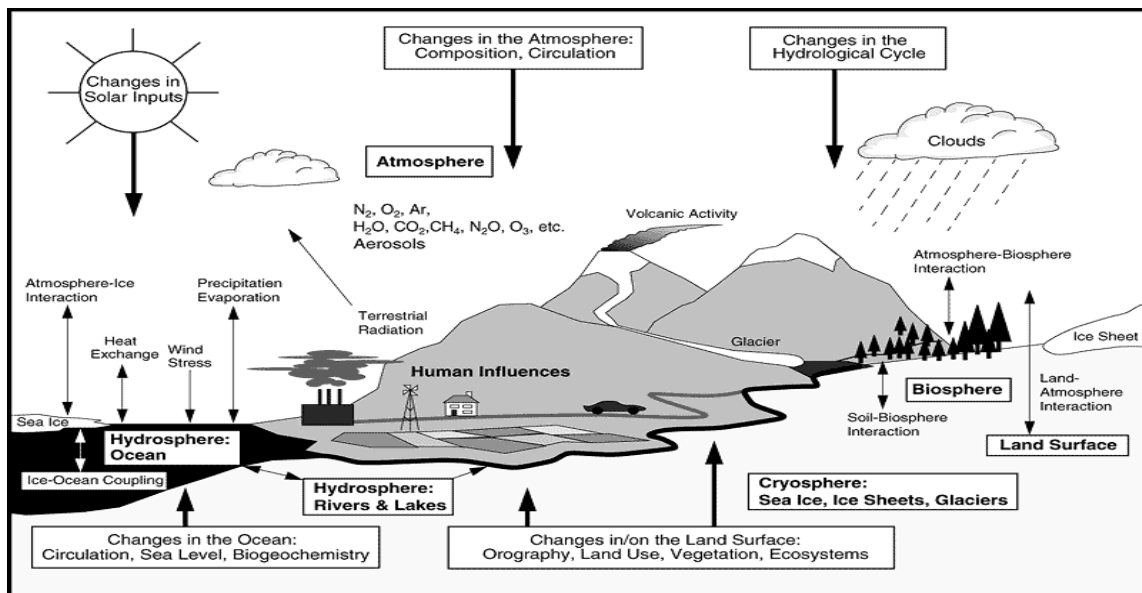 Changes in
Solar Inputs
Changes in the Atmosphere:
Composition, Circulation
Changes in the
Hydrological Cycle
Clouds
Atmosphere
N₂, O₂, Ar,
H₂O, CO₂,CH₄, N₂O, O₃, etc.
Aerosols
Volcanic Activity
Atmosphere-Biosphere
Interaction
Atmosphere-Ice
Interaction
Precipitatien
Evaporation
Terrestrial
Radiation
Heat
Exchange
Wind
Stress
Glacier
Ice Sheet
Human Influences
Biosphere
Land-
Atmosphere
Interaction
Soil-Biosphere
Interaction
Sea Ice
Hydrosphere:
Ocean
Land Surface
Ice-Ocean Coupling
Hydrosphere:
Rivers & Lakes
Cryosphere:
Sea Ice, Ice Sheets, Glaciers
Changes in the Ocean:
Circulation, Sea Level, Biogeochemistry
Changes in/on the Land Surface:
Orography, Land Use, Vegetation, Ecosystems